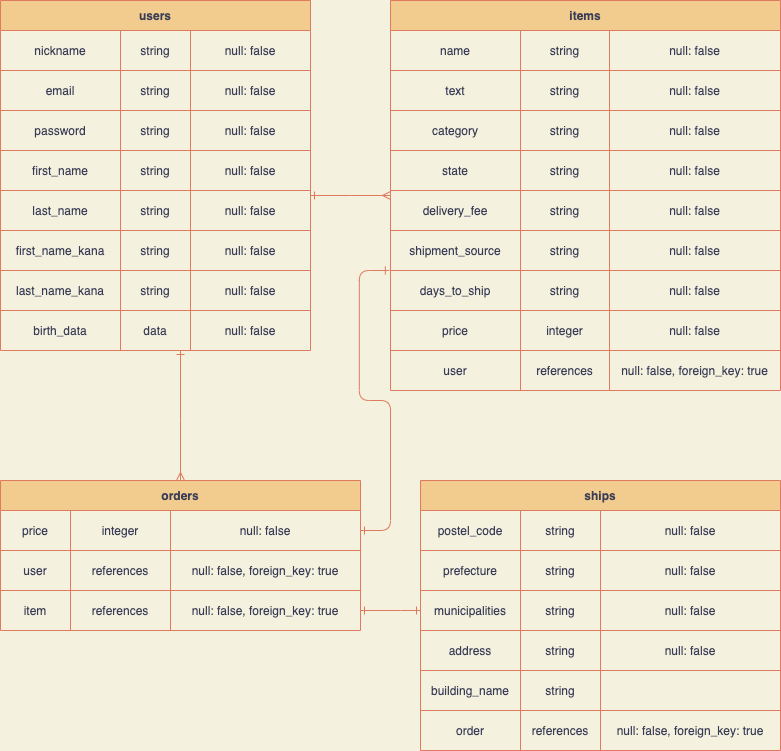 users
nickname string null: false
email string null: false
password string null: false
first_name string null: false
last_name string null: false
first_name_kana string null: false
last_name_kana string null: false
birth_data data null: false
items
name string null: false
text string null: false
category string null: false
state string null: false
delivery_fee string null: false
shipment_source string null: false
days_to_ship string null: false
price integer null: false
user references null: false, foreign_key: true
orders
price integer null: false
user references null: false, foreign_key: true
item references null: false, foreign_key: true
ships
postel_code string null: false
prefecture string null: false
municipalities string null: false
address string null: false
building_name string
order references null: false, foreign_key: true